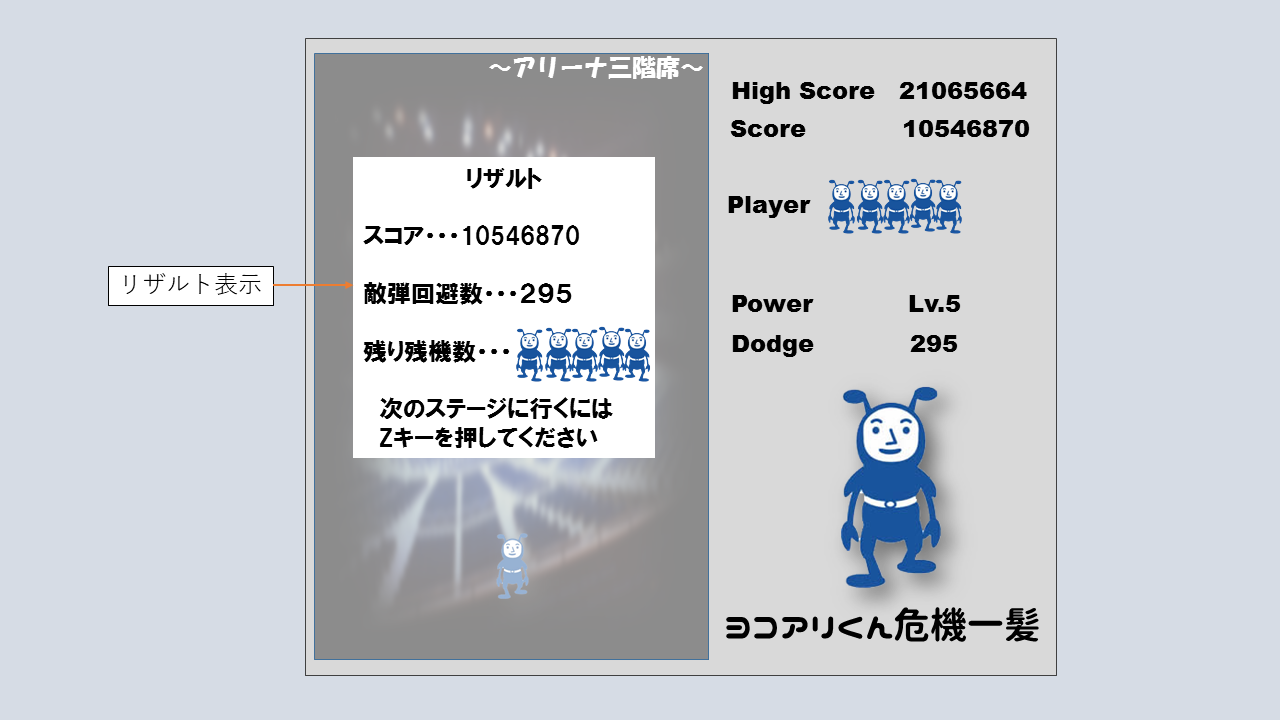 リザルト表示
～アリーナ三階席～
リザルト
スコア・・・10546870
敵弾回避数・・・295
残り残機数・・・
次のステージに行くには
Zキーを押してください
High Score 21065664
Score 10546870
Player
Power Lv.5
Dodge 295
ヨコアリくん危機一髪